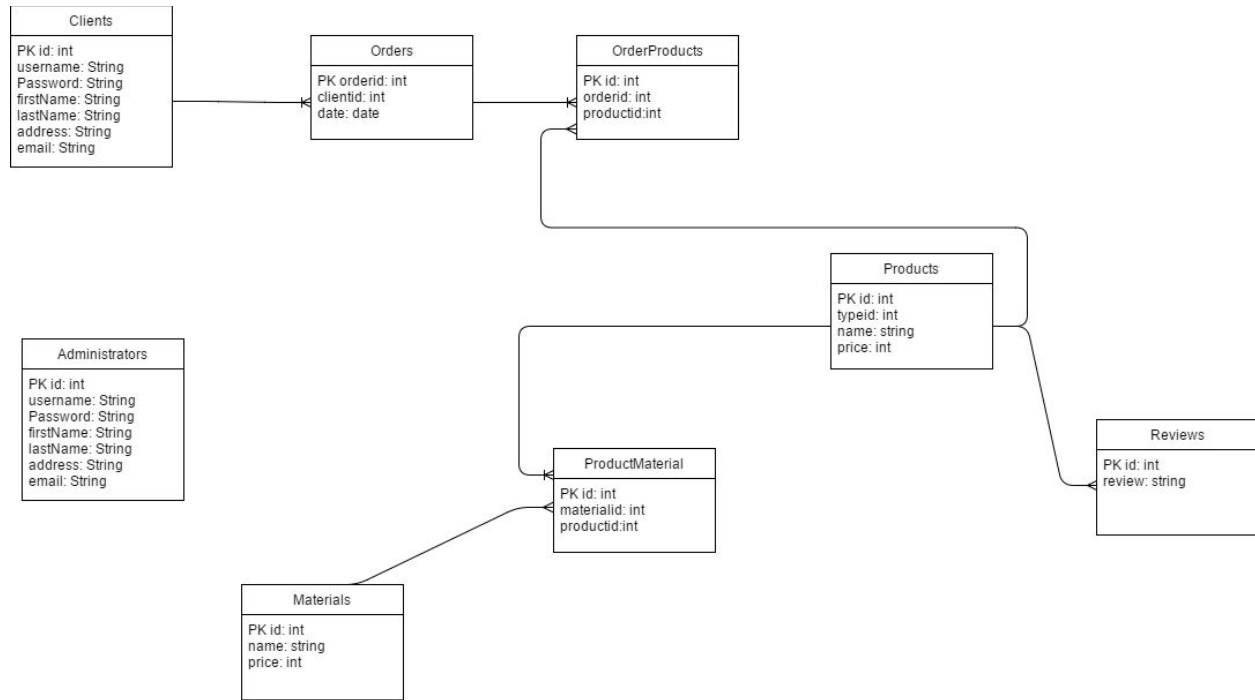 Clients
PK id: int
username: String
Password: String
firstName: String
lastName: String
address: String
email: String
Orders
PK orderid: int
clientid: int
date: date
OrderProducts
PK id: int
orderid: int
productid:int
Products
PK id: int
typeid: int
name: string
price: int
Administrators
PK id: int
username: String
Password: String
firstName: String
lastName: String
address: String
email: String
ProductMaterial
PK id: int
materialid: int
productid:int
Reviews
PK id: int
review: string
Materials
PK id: int
name: string
price: int